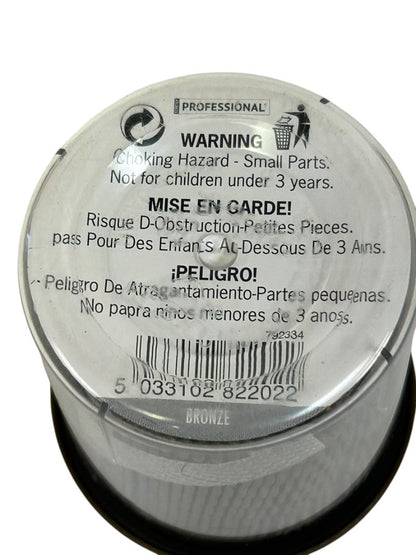 PROFESSIONAL
WARNING
Choking Hazard - Small Parts.
Not for children under 3 years.
MISE EN GARDE!
Risque D-Obstruction-Petites Pieces.
pass Pour Des Enfants At-Dessous De 3 Ans.
¡PELIGRO!
Peligro De Atragantamiento-Partes pequenas.
No papra ninos menores de 3 anos.
792334
5 033102 822022
BRONZE